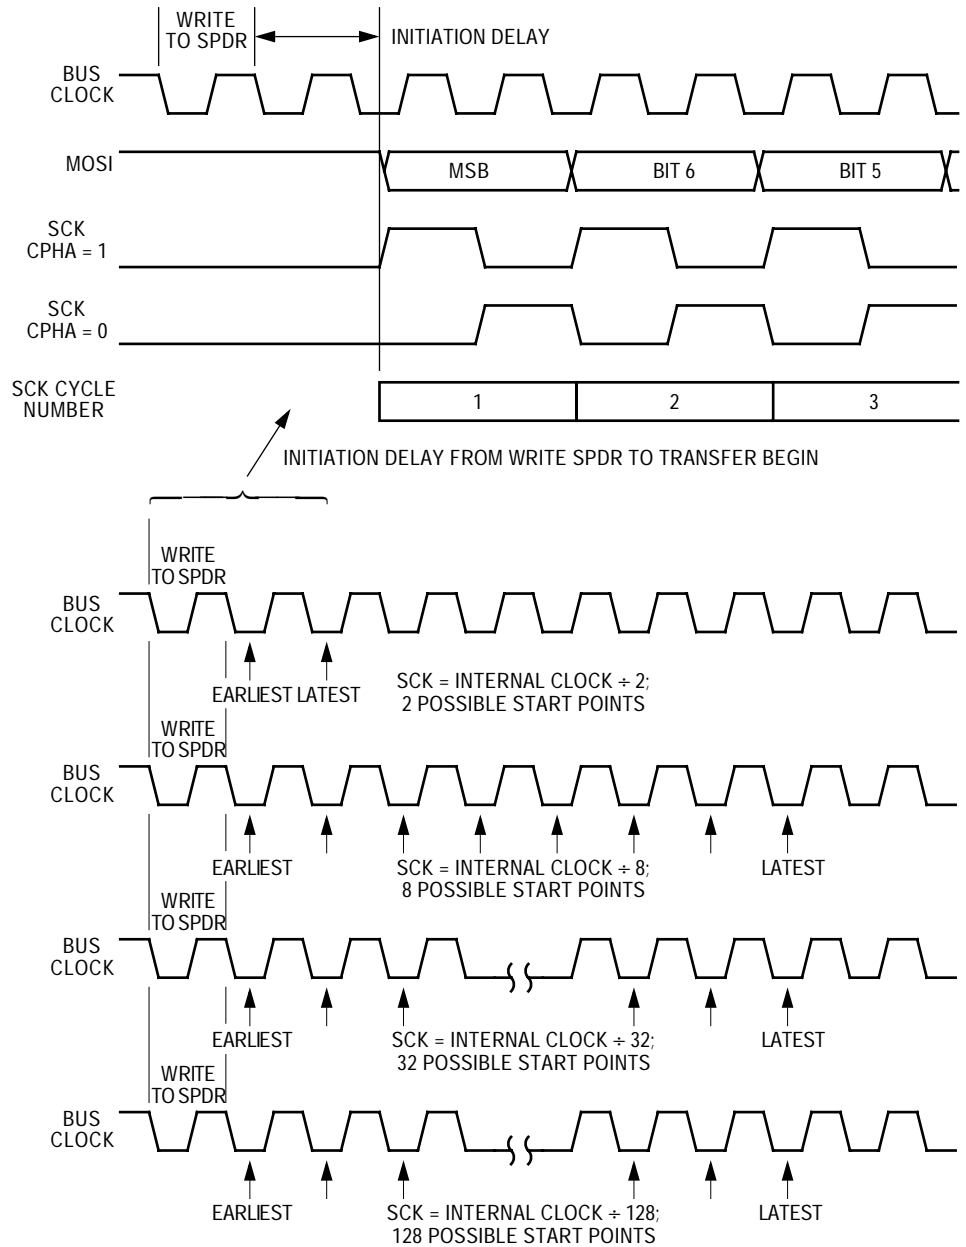 WRITE
TO SPDR
INITIATION DELAY
BUS
CLOCK
MOSI
MSB
BIT 6
BIT 5
SCK
CPHA = 1
SCK
CPHA = 0
SCK CYCLE
NUMBER
1
2
3
INITIATION DELAY FROM WRITE SPDR TO TRANSFER BEGIN
WRITE
TO SPDR
BUS
CLOCK
EARLIEST
LATEST
SCK = INTERNAL CLOCK ÷ 2;
2 POSSIBLE START POINTS
WRITE
TO SPDR
BUS
CLOCK
EARLIEST
SCK = INTERNAL CLOCK ÷ 8;
8 POSSIBLE START POINTS
LATEST
WRITE
TO SPDR
BUS
CLOCK
EARLIEST
SCK = INTERNAL CLOCK ÷ 32;
32 POSSIBLE START POINTS
LATEST
WRITE
TO SPDR
BUS
CLOCK
EARLIEST
SCK = INTERNAL CLOCK ÷ 128;
128 POSSIBLE START POINTS
LATEST